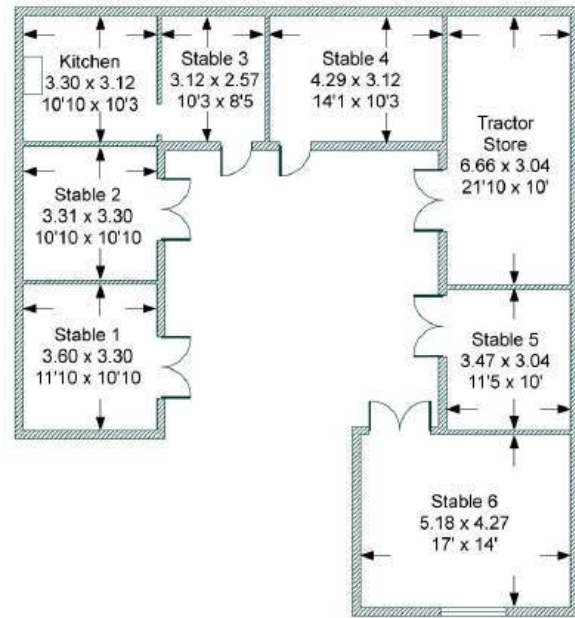 Kitchen
3.30 x 3.12
10'10 x 10'3
Stable 3
3.12 x 2.57
10'3 x 8'5
Stable 4
4.29 x 3.12
14'1 x 10'3
Tractor
Store
6.66 x 3.04
21'10 x 10'
Stable 2
3.31 x 3.30
10'10 x 10'10
Stable 1
3.60 x 3.30
11'10 x 10'10
Stable 5
3.47 x 3.04
11'5 x 10'
Stable 6
5.18 x 4.27
17' x 14'